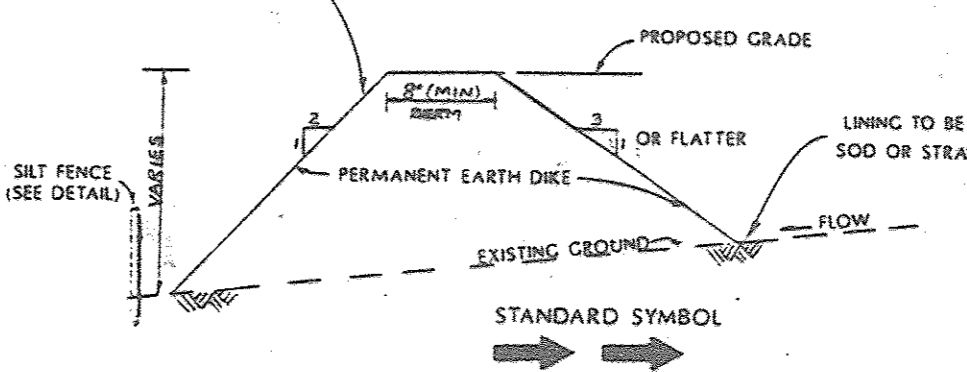 PROPOSED GRADE
8" (MIN)
BERM
2
1
3
1
OR FLATTER
LINING TO BE
SOD OR STRA
VARIES
SILT FENCE
(SEE DETAIL)
PERMANENT EARTH DIKE
FLOW
EXISTING GROUND
STANDARD SYMBOL